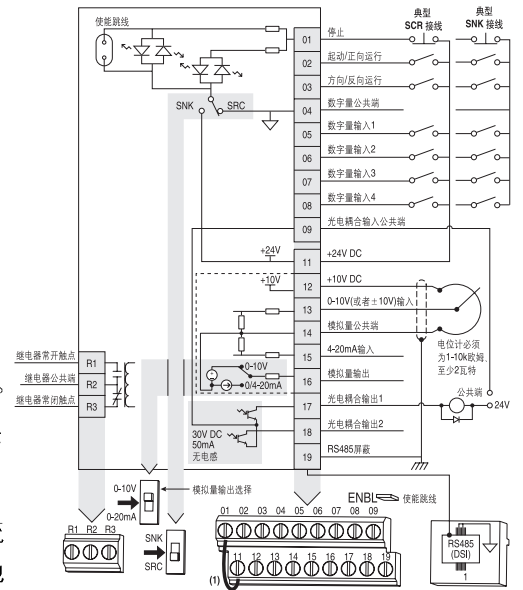 使能跳线
典型
SCR 接线
典型
SNK 接线
01
停止
02
起动/正向运行
03
方向/反向运行
SNK
SRC
04
数字量公共端
05
数字量输入1
06
数字量输入2
07
数字量输入3
08
数字量输入4
09
光电耦合输入公共端
+24V
11
+24V DC
+10V
12
+10V DC
13
0-10V(或者±10V)输入
14
模拟量公共端
15
4-20mA输入
电位计必须
为1-10k欧姆、
至少2瓦特
继电器常开触点
R1
继电器公共端
R2
继电器常闭触点
R3
0-10V
0/4-20mA
16
模拟量输出
17
光电耦合输出1
公共端
24V
30V DC
50mA
无电感
18
光电耦合输出2
19
RS485屏蔽
0-10V
0-20mA
模拟量输出选择
ENBL
使能跳线
R1 R2 R3
SNK
SRC
01 02 03 04 05 06 07 08 09
11 12 13 14 15 16 17 18 19
(1)
RS485
(DSI)
1